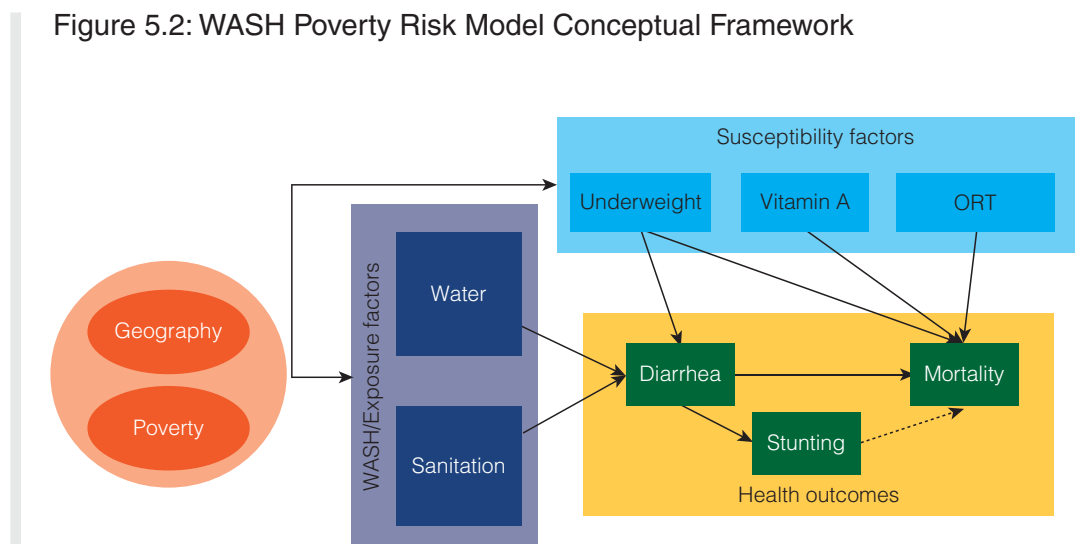 Figure 5.2: WASH Poverty Risk Model Conceptual Framework
Susceptibility factors
Underweight
Vitamin A
ORT
WASH/Exposure factors
Water
Sanitation
Geography
Poverty
Diarrhea
Mortality
Stunting
Health outcomes